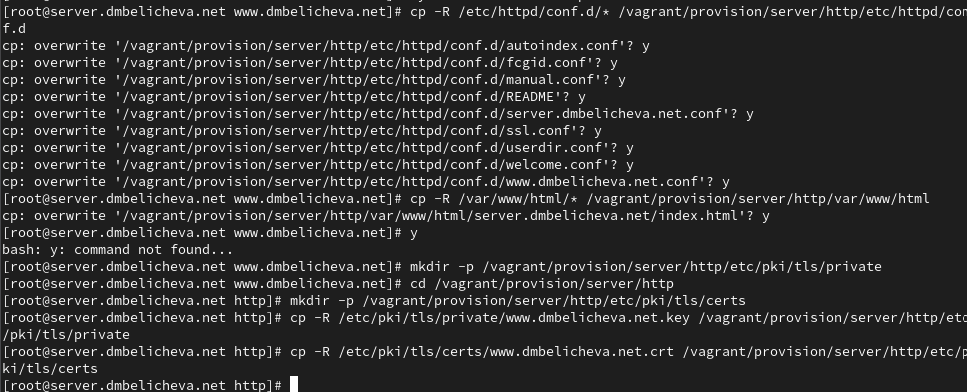 [root@server.dmbelicheva.net www.dmbelicheva.net]# cp -R /etc/httpd/conf.d/* /vagrant/provision/server/http/etc/httpd/con
f.d
cp: overwrite '/vagrant/provision/server/http/etc/httpd/conf.d/autoindex.conf'? y
cp: overwrite '/vagrant/provision/server/http/etc/httpd/conf.d/fcgid.conf'? y
cp: overwrite '/vagrant/provision/server/http/etc/httpd/conf.d/manual.conf'? y
cp: overwrite '/vagrant/provision/server/http/etc/httpd/conf.d/README'? y
cp: overwrite '/vagrant/provision/server/http/etc/httpd/conf.d/server.dmbelicheva.net.conf'? y
cp: overwrite '/vagrant/provision/server/http/etc/httpd/conf.d/ssl.conf'? y
cp: overwrite '/vagrant/provision/server/http/etc/httpd/conf.d/userdir.conf'? y
cp: overwrite '/vagrant/provision/server/http/etc/httpd/conf.d/welcome.conf'? y
cp: overwrite '/vagrant/provision/server/http/etc/httpd/conf.d/www.dmbelicheva.net.conf'? y
[root@server.dmbelicheva.net www.dmbelicheva.net]# cp -R /var/www/html/* /vagrant/provision/server/http/var/www/html
cp: overwrite '/vagrant/provision/server/http/var/www/html/server.dmbelicheva.net/index.html'? y
[root@server.dmbelicheva.net www.dmbelicheva.net]# y
bash: y: command not found...
[root@server.dmbelicheva.net www.dmbelicheva.net]# mkdir -p /vagrant/provision/server/http/etc/pki/tls/private
[root@server.dmbelicheva.net www.dmbelicheva.net]# cd /vagrant/provision/server/http
[root@server.dmbelicheva.net http]# mkdir -p /vagrant/provision/server/http/etc/pki/tls/certs
[root@server.dmbelicheva.net http]# cp -R /etc/pki/tls/private/www.dmbelicheva.net.key /vagrant/provision/server/http/etc
/pki/tls/private
[root@server.dmbelicheva.net http]# cp -R /etc/pki/tls/certs/www.dmbelicheva.net.crt /vagrant/provision/server/http/etc/p
ki/tls/certs
[root@server.dmbelicheva.net http]#